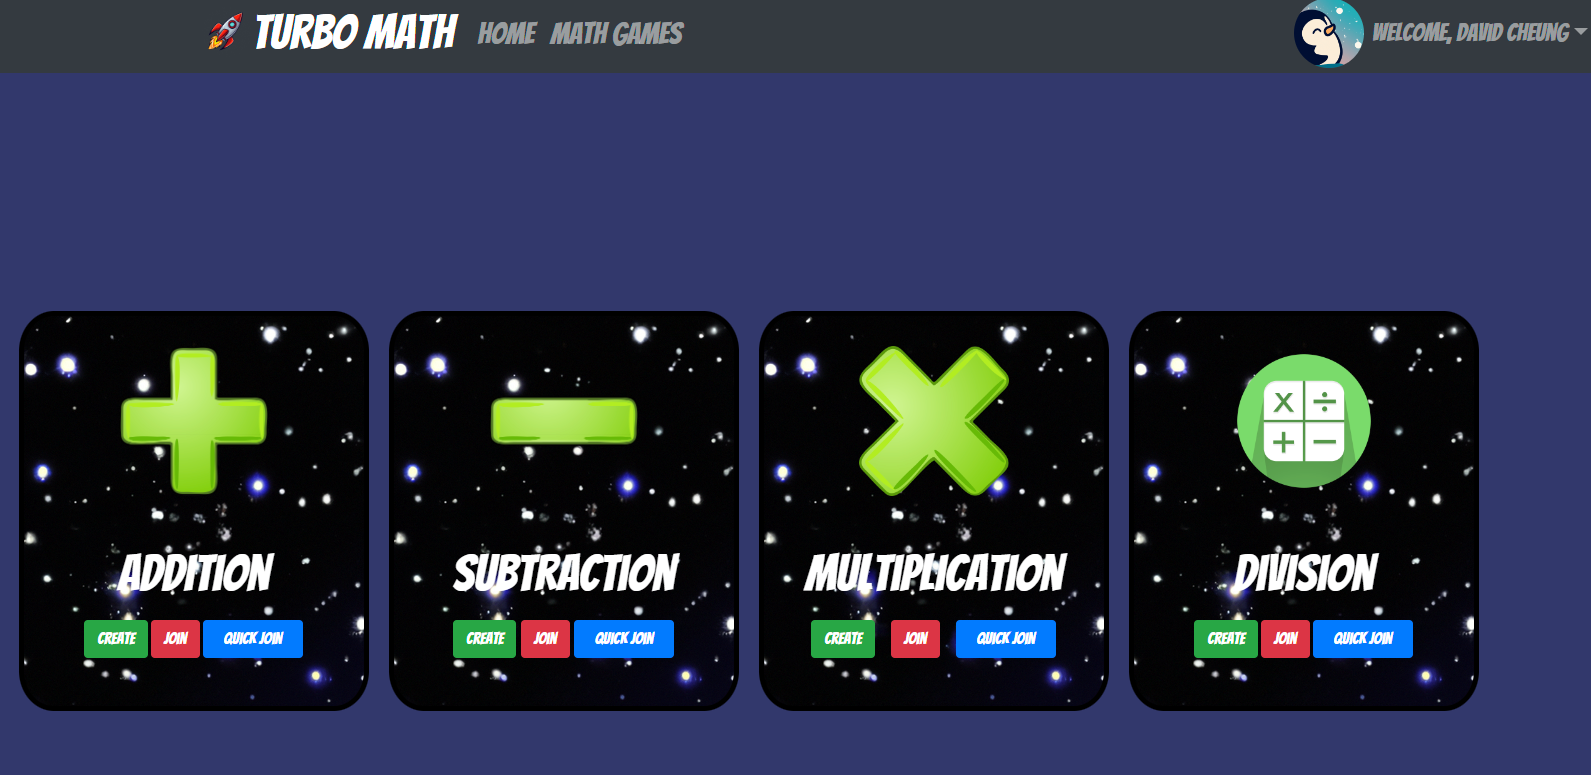 TURBO MATH HOME MATH GAMES WELCOME, DAVID CHEUNG
X ÷
+ −
ADDITION SUBTRACTION MULTIPLICATION DIVISION
CREATE JOIN QUICK JOIN CREATE JOIN QUICK JOIN CREATE JOIN QUICK JOIN CREATE JOIN QUICK JOIN